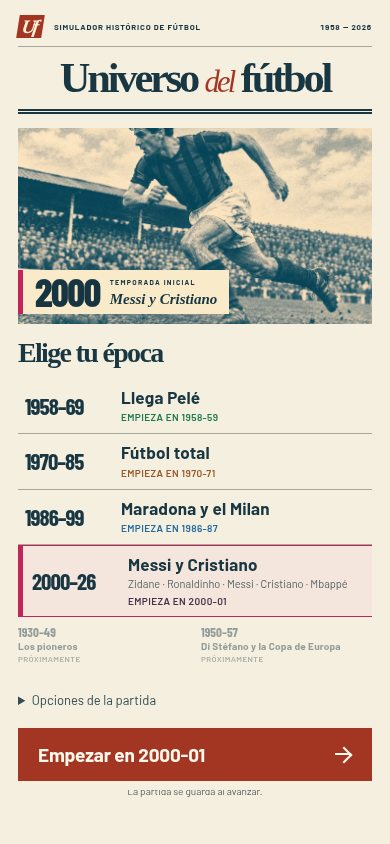 Uf SIMULADOR HISTÓRICO DE FÚTBOL 1958 — 2026
Universo del fútbol
2000 TEMPORADA INICIAL
Messi y Cristiano
Elige tu época
1958–69 Llega Pelé
EMPIEZA EN 1958–59
1970–85 Fútbol total
EMPIEZA EN 1970–71
1986–99 Maradona y el Milan
EMPIEZA EN 1986–87
2000–26 Messi y Cristiano
Zidane · Ronaldinho · Messi · Cristiano · Mbappé
EMPIEZA EN 2000–01
1930–49 1950–57
Los pioneros Di Stéfano y la Copa de Europa
PRÓXIMAMENTE PRÓXIMAMENTE
Opciones de la partida
Empezar en 2000-01
La partida se guarda al avanzar.